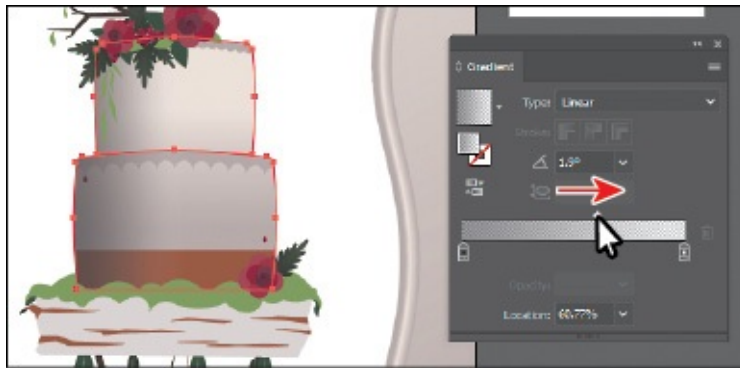 Gradient
Type: Linear
Stroke:
1.9°
Opacity:
Location: 60.77%